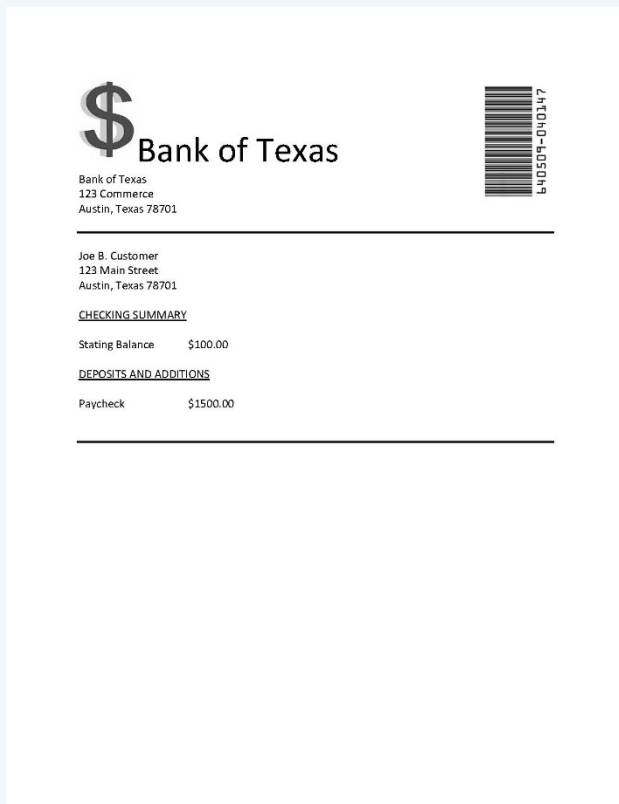 $
Bank of Texas
Bank of Texas
123 Commerce
Austin, Texas 78701
640509-040147
Joe B. Customer
123 Main Street
Austin, Texas 78701
CHECKING SUMMARY
Stating Balance $100.00
DEPOSITS AND ADDITIONS
Paycheck $1500.00